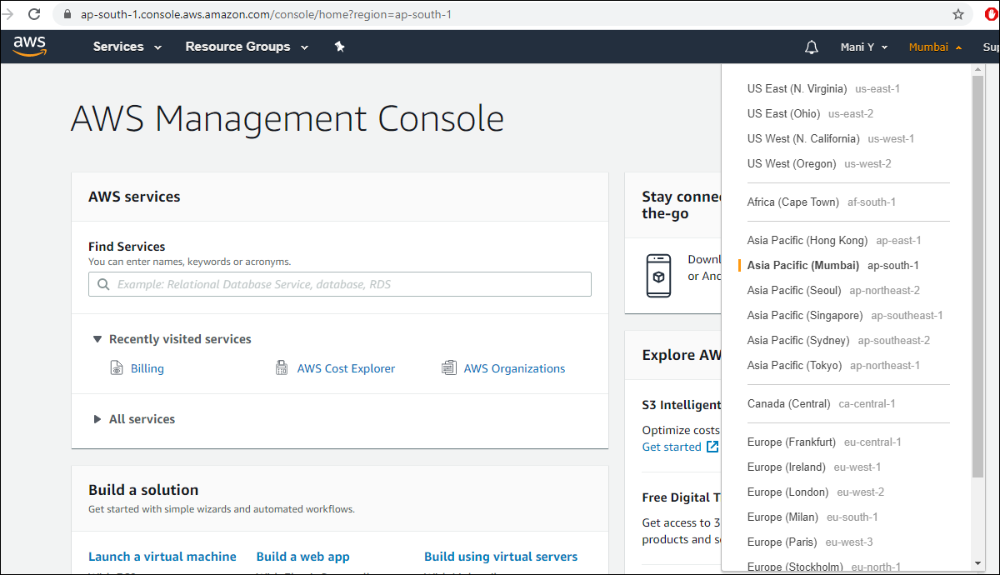 ap-south-1.console.aws.amazon.com/console/home?region=ap-south-1
aws Services Resource Groups Mani Y Mumbai
AWS Management Console
AWS services
Find Services
You can enter names, keywords or acronyms.
Example: Relational Database Service, database, RDS
Recently visited services
Billing AWS Cost Explorer AWS Organizations
All services
Build a solution
Get started with simple wizards and automated workflows.
Launch a virtual machine Build a web app Build using virtual servers
Stay
the-go
or
Explore
S3
Optimize costs
Get started
Free Digital
Get access to 3
products and
US East (N. Virginia) us-east-1
US East (Ohio) us-east-2
US West (N. California) us-west-1
US West (Oregon) us-west-2
Africa (Cape Town) af-south-1
Asia Pacific (Hong Kong) ap-east-1
Asia Pacific (Mumbai) ap-south-1
Asia Pacific (Seoul) ap-northeast-2
Asia Pacific (Singapore) ap-southeast-1
Asia Pacific (Sydney) ap-southeast-2
Asia Pacific (Tokyo) ap-northeast-1
Canada (Central) ca-central-1
Europe (Frankfurt) eu-central-1
Europe (Ireland) eu-west-1
Europe (London) eu-west-2
Europe (Milan) eu-south-1
Europe (Paris) eu-west-3
Europe (Stockholm) eu-north-1